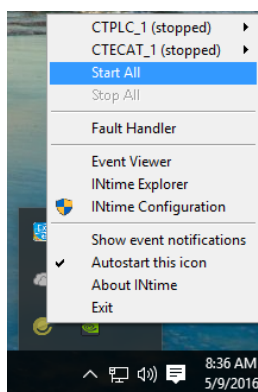 CTPLC_1 (stopped)
CTECAT_1 (stopped)
Start All
Stop All
Fault Handler
Event Viewer
INtime Explorer
INtime Configuration
Show event notifications
Autostart this icon
About INtime
Exit
8:36 AM
5/9/2016